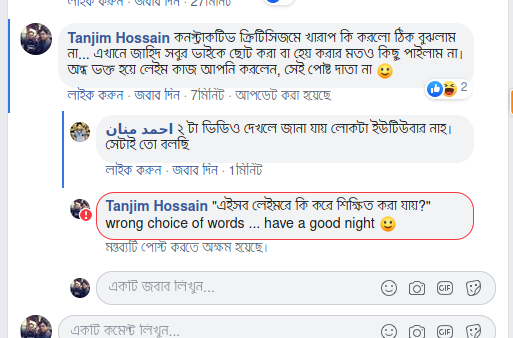 লাইক করুন · জবাব দিন · 27মিনিট
Tanjim Hossain কনস্ট্রাকটিভ ক্রিটিসিজমে খারাপ কি করলো ঠিক বুঝলাম
না... এখানে জাহিদ সবুর ভাইকে ছোট করা বা হেয় করার মতও কিছু পাইলাম না।
অন্ধ ভক্ত হয়ে লেইম কাজ আপনি করলেন, সেই পোষ্ট দাতা না 🙂
2
লাইক করুন · জবাব দিন · 7মিনিট · আপডেট করা হয়েছে
احمد منان ২ টা ভিডিও দেখলে জানা যায় লোকটা ইউটিউবার নাহ।
সেটাই তো বলছি
লাইক করুন · জবাব দিন · 1মিনিট
Tanjim Hossain "এইসব লেইমরে কি করে শিক্ষিত করা যায়?"
wrong choice of words ... have a good night 🙂
মন্তব্যটি পোস্ট করতে অক্ষম হয়েছে।
একটি জবাব লিখুন...
GIF
একটি কমেন্ট লিখুন...
GIF